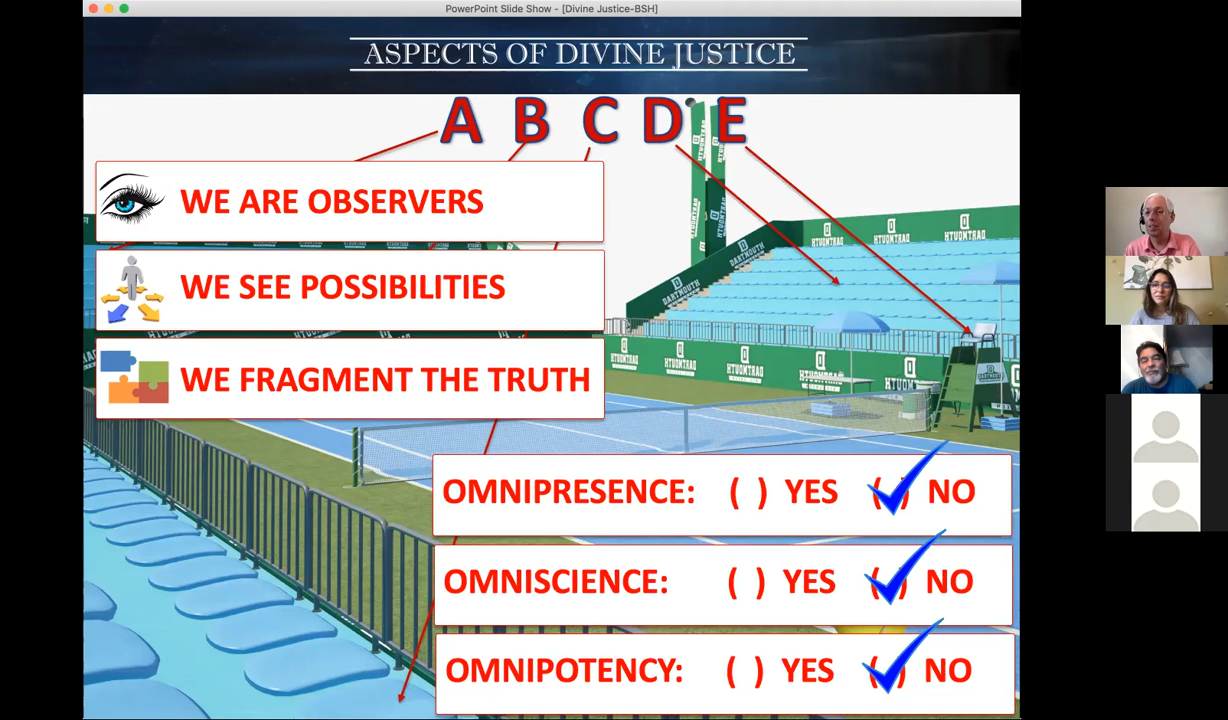 PowerPoint Slide Show - [Divine Justice-BSH]
ASPECTS OF DIVINE JUSTICE
A B C D E
WE ARE OBSERVERS
WE SEE POSSIBILITIES
WE FRAGMENT THE TRUTH
DARTMOUTH
OMNIPRESENCE: ( ) YES ( ) NO
OMNISCIENCE: ( ) YES ( ) NO
OMNIPOTENCY: ( ) YES ( ) NO